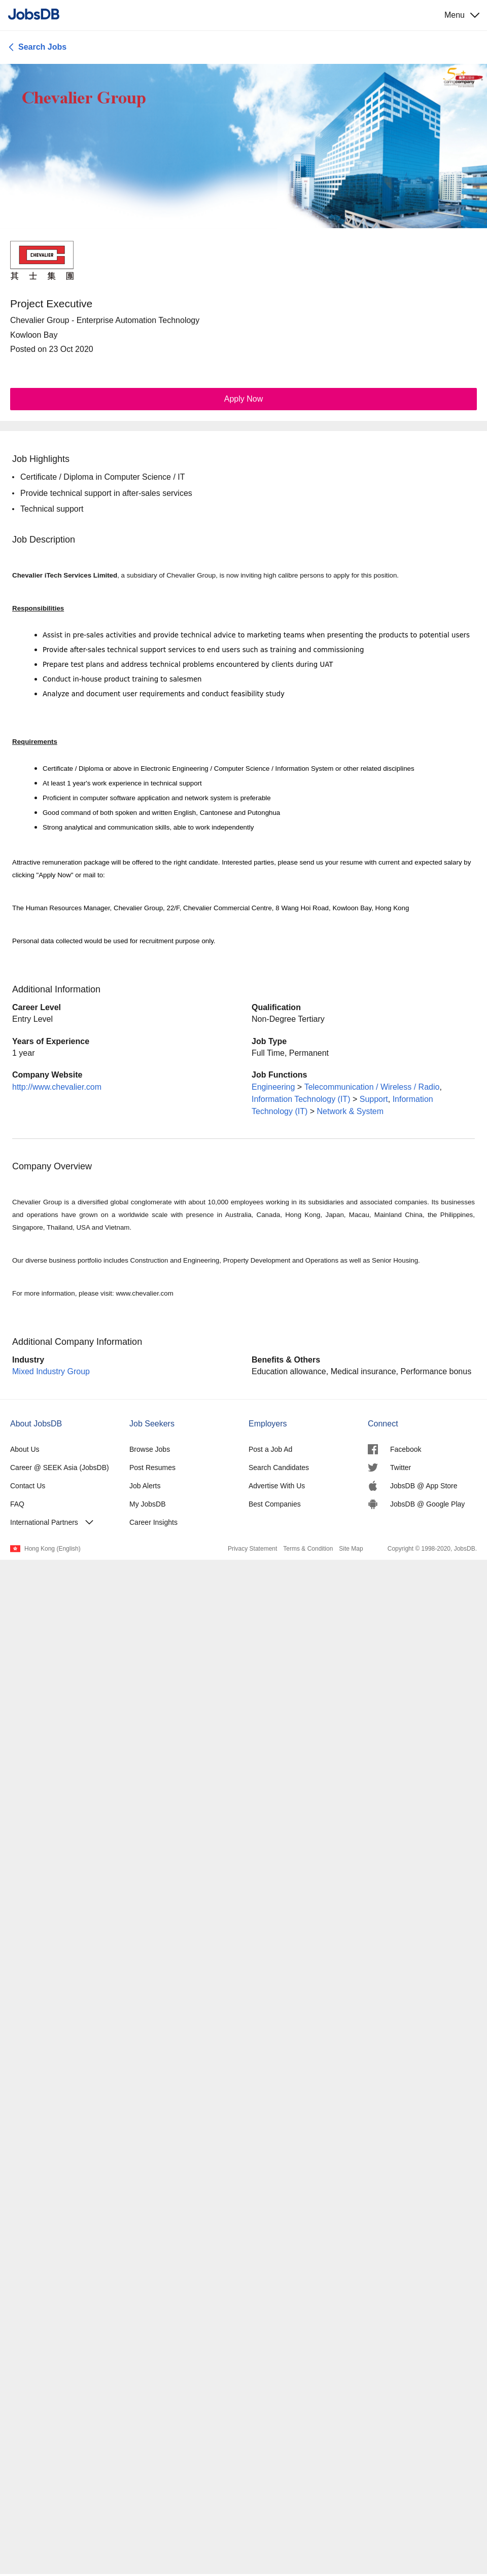 JobsDB
Menu
Search Jobs
Chevalier Group
CHEVALIER
其士集團
Project Executive
Chevalier Group - Enterprise Automation Technology
Kowloon Bay
Posted on 23 Oct 2020
Apply Now
Job Highlights
• Certificate / Diploma in Computer Science / IT
• Provide technical support in after-sales services
• Technical support
Job Description
Chevalier iTech Services Limited, a subsidiary of Chevalier Group, is now inviting high calibre persons to apply for this position.
Responsibilities
• Assist in pre-sales activities and provide technical advice to marketing teams when presenting the products to potential users
• Provide after-sales technical support services to end users such as training and commissioning
• Prepare test plans and address technical problems encountered by clients during UAT
• Conduct in-house product training to salesmen
• Analyze and document user requirements and conduct feasibility study
Requirements
• Certificate / Diploma or above in Electronic Engineering / Computer Science / Information System or other related disciplines
• At least 1 year's work experience in technical support
• Proficient in computer software application and network system is preferable
• Good command of both spoken and written English, Cantonese and Putonghua
• Strong analytical and communication skills, able to work independently
Attractive remuneration package will be offered to the right candidate. Interested parties, please send us your resume with current and expected salary by
clicking "Apply Now" or mail to:
The Human Resources Manager, Chevalier Group, 22/F, Chevalier Commercial Centre, 8 Wang Hoi Road, Kowloon Bay, Hong Kong
Personal data collected would be used for recruitment purpose only.
Additional Information
Career Level
Entry Level
Qualification
Non-Degree Tertiary
Years of Experience
1 year
Job Type
Full Time, Permanent
Company Website
http://www.chevalier.com
Job Functions
Engineering > Telecommunication / Wireless / Radio,
Information Technology (IT) > Support, Information
Technology (IT) > Network & System
Company Overview
Chevalier Group is a diversified global conglomerate with about 10,000 employees working in its subsidiaries and associated companies. Its businesses
and operations have grown on a worldwide scale with presence in Australia, Canada, Hong Kong, Japan, Macau, Mainland China, the Philippines,
Singapore, Thailand, USA and Vietnam.
Our diverse business portfolio includes Construction and Engineering, Property Development and Operations as well as Senior Housing.
For more information, please visit: www.chevalier.com
Additional Company Information
Industry
Mixed Industry Group
Benefits & Others
Education allowance, Medical insurance, Performance bonus
About JobsDB
About Us
Career @ SEEK Asia (JobsDB)
Contact Us
FAQ
International Partners
Job Seekers
Browse Jobs
Post Resumes
Job Alerts
My JobsDB
Career Insights
Employers
Post a Job Ad
Search Candidates
Advertise With Us
Best Companies
Connect
Facebook
Twitter
JobsDB @ App Store
JobsDB @ Google Play
Hong Kong (English)
Privacy Statement Terms & Condition Site Map
Copyright © 1998-2020, JobsDB.